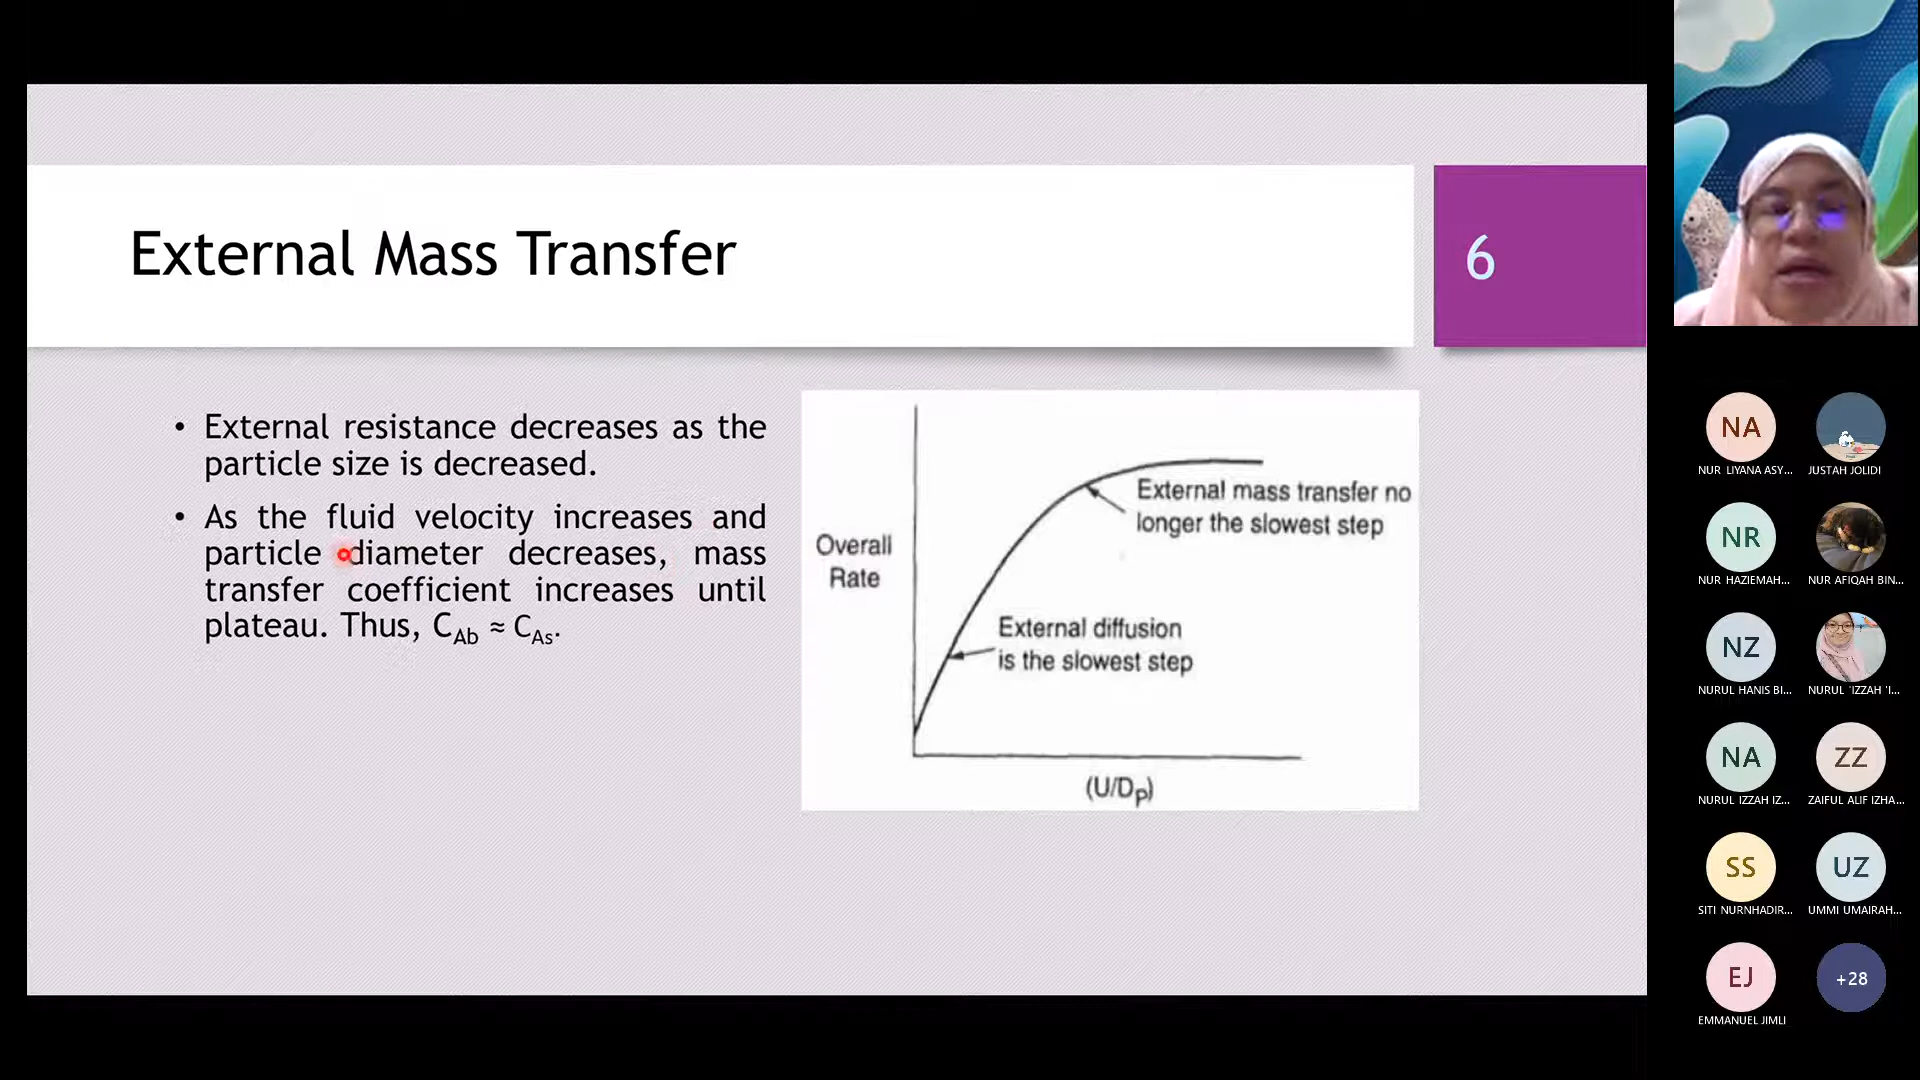 External Mass Transfer
6
• External resistance decreases as the
particle size is decreased.
• As the fluid velocity increases and
particle diameter decreases, mass
transfer coefficient increases until
plateau. Thus, C_Ab ≈ C_As.
Overall
Rate
External mass transfer no
longer the slowest step
External diffusion
is the slowest step
(U/Dp)
NA
NUR LIYANA ASY...
JUSTAH JOLIDI
NR
NUR HAZIEMAH...
NUR AFIQAH BIN...
NZ
NURUL HANIS BI...
NURUL 'IZZAH 'I...
NA
NURUL IZZAH IZ...
ZZ
ZAIFUL ALIF IZHA...
SS
SITI NURNHADIR...
UZ
UMMI UMAIRAH...
EJ
EMMANUEL JIMLI
+28